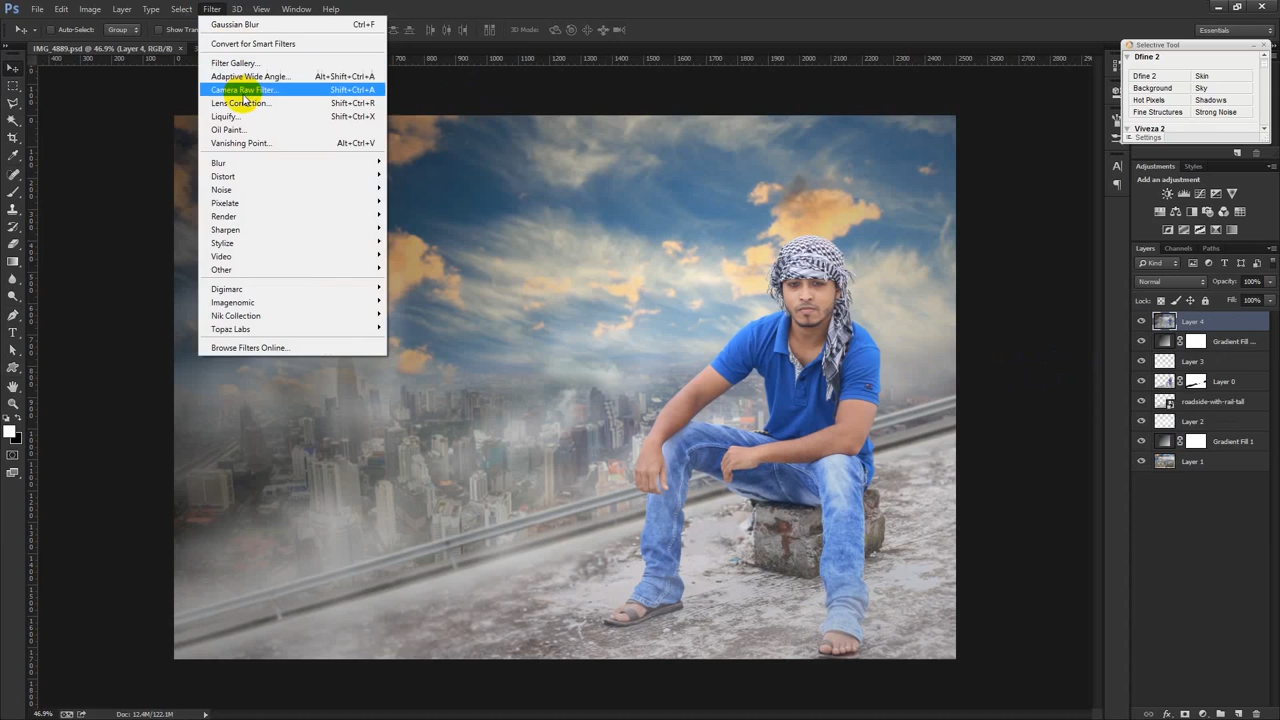 Ps File Edit Image Layer Type Select Filter 3D View Window Help
Auto-Select: Group Show Tran 3D Mode: Essentials
IMG_4889.psd @ 46.9% (Layer 4, RGB/8) ×
Gaussian Blur Ctrl+F
Convert for Smart Filters
Filter Gallery...
Adaptive Wide Angle... Alt+Shift+Ctrl+A
Camera Raw Filter... Shift+Ctrl+A
Lens Correction... Shift+Ctrl+R
Liquify... Shift+Ctrl+X
Oil Paint...
Vanishing Point... Alt+Ctrl+V
Blur
Distort
Noise
Pixelate
Render
Sharpen
Stylize
Video
Other
Digimarc
Imagenomic
Nik Collection
Topaz Labs
Browse Filters Online...
Selective Tool
Dfine 2
Dfine 2 Skin
Background Sky
Hot Pixels Shadows
Fine Structures Strong Noise
Viveza 2
Settings
Adjustments Styles
Add an adjustment
Layers Channels Paths
Kind
Normal Opacity: 100%
Lock: Fill: 100%
Layer 4
Gradient Fill ...
Layer 3
Layer 0
roadside-with-rail-tall
Layer 2
Gradient Fill 1
Layer 1
46.9% Doc: 12.4M/122.1M